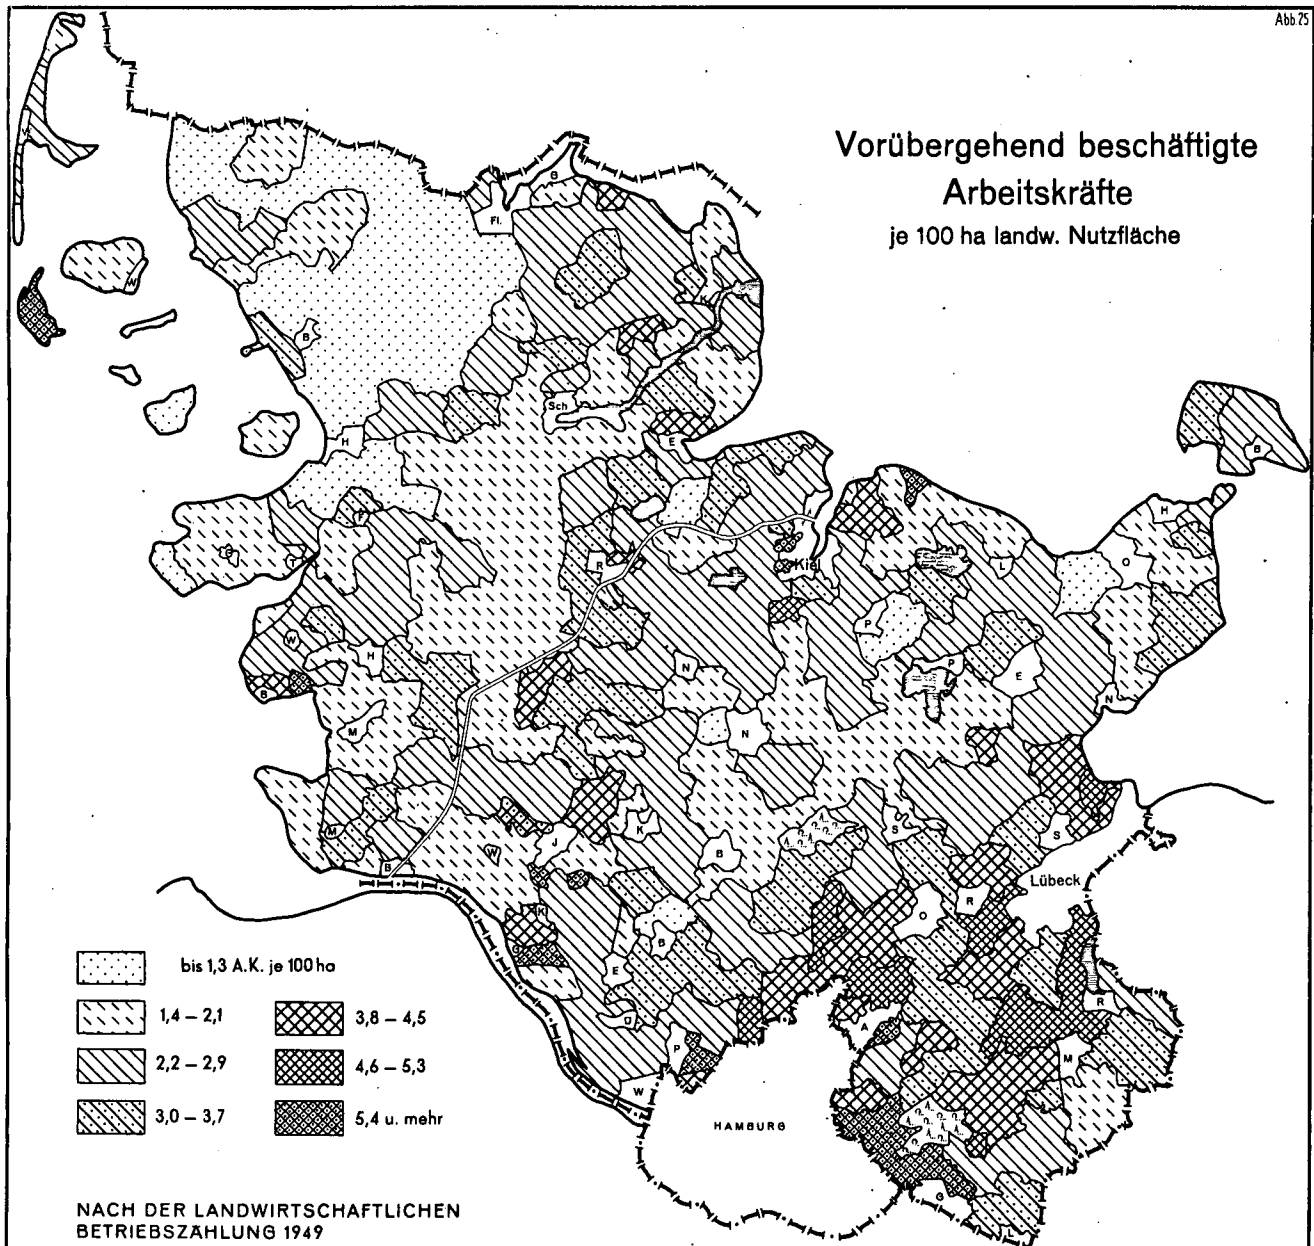 Abb.25
Vorübergehend beschäftigte
Arbeitskräfte
je 100 ha landw. Nutzfläche
Fl.
G
W
B
K
Sch
H
E
B
F
G
T
H
R
Kiel
L
O
P
W
H
B
N
P
E
N
M
N
M
K
S
S
W
J
B
B
Lübeck
R
O
K
B
E
R
U
A
P
M
W
HAMBURG
G
L
bis 1,3 A.K. je 100 ha
1,4 – 2,1
3,8 – 4,5
2,2 – 2,9
4,6 – 5,3
3,0 – 3,7
5,4 u. mehr
NACH DER LANDWIRTSCHAFTLICHEN
BETRIEBSZÄHLUNG 1949